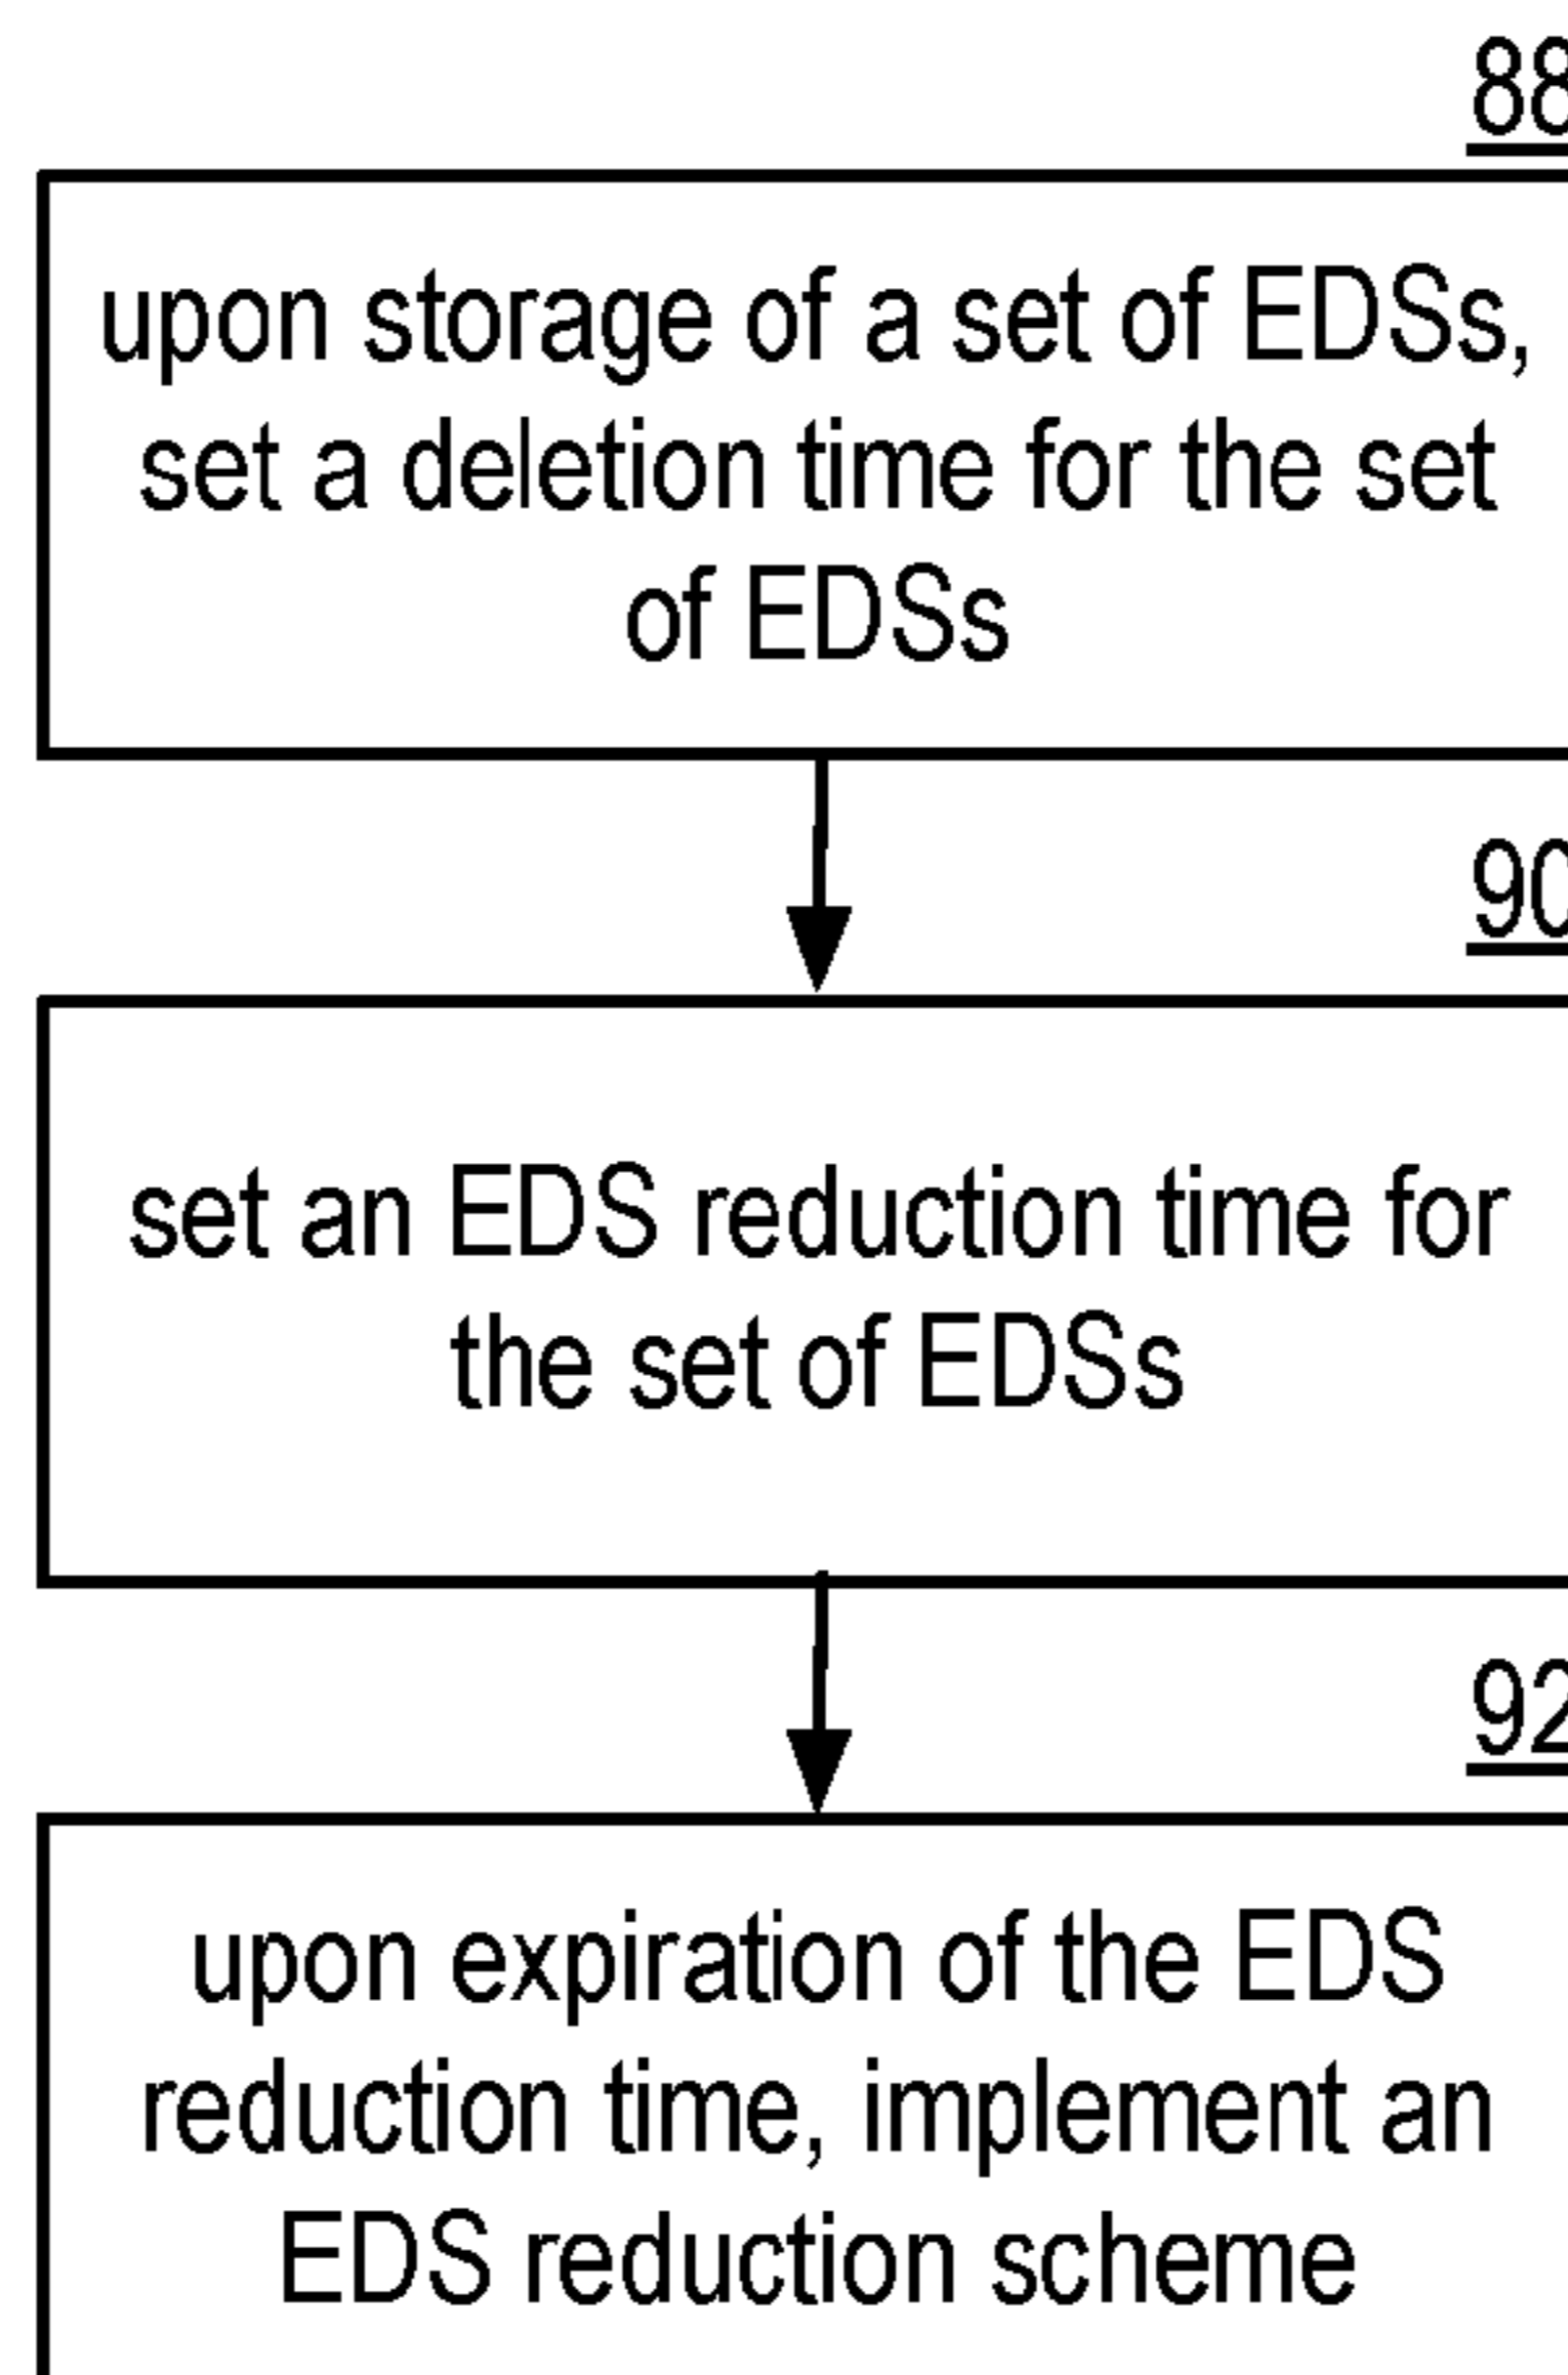 88
upon storage of a set of EDSs,
set a deletion time for the set
of EDSs
90
set an EDS reduction time for
the set of EDSs
92
upon expiration of the EDS
reduction time, implement an
EDS reduction scheme